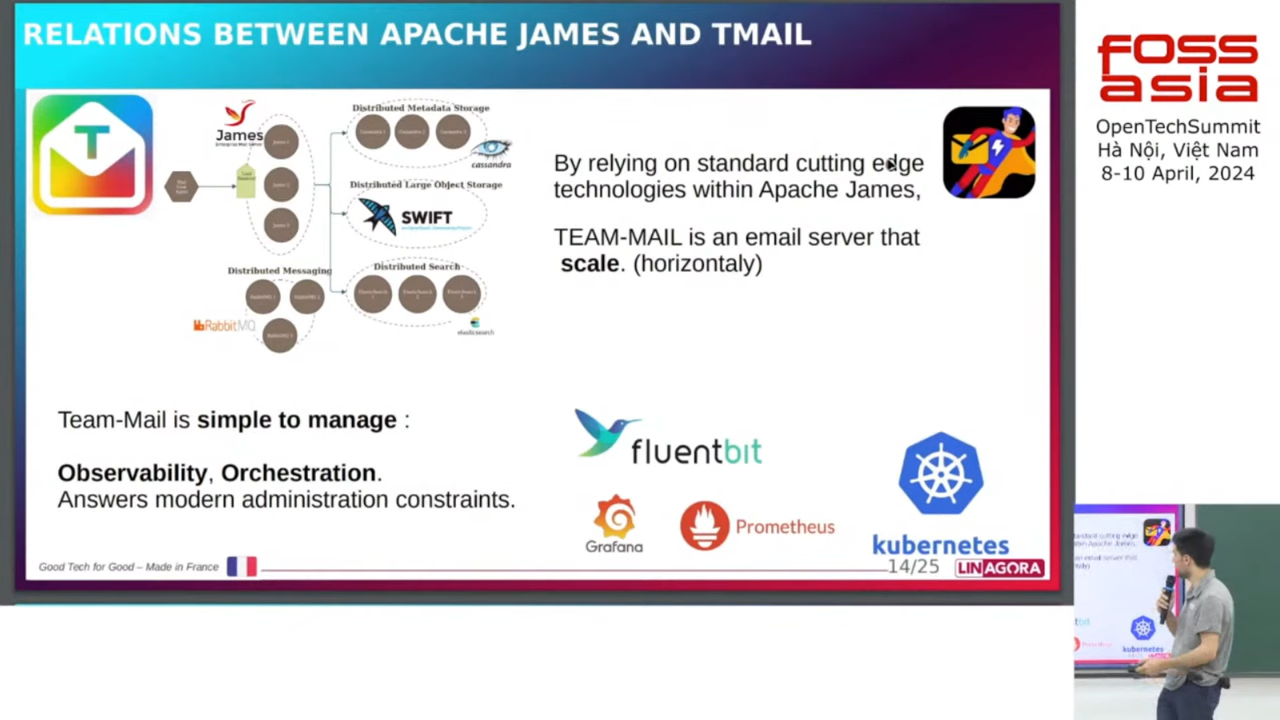 RELATIONS BETWEEN APACHE JAMES AND TMAIL
T
James
Distributed Metadata Storage
cassandra
Distributed Large Object Storage
SWIFT
Distributed Messaging
Distributed Search
RabbitMQ
elasticsearch
By relying on standard cutting edge
technologies within Apache James,
TEAM-MAIL is an email server that
scale. (horizontaly)
Team-Mail is simple to manage :
Observability, Orchestration.
Answers modern administration constraints.
fluentbit
Grafana
Prometheus
kubernetes
Good Tech for Good – Made in France
14/25
LINAGORA
FOSS
asia
OpenTechSummit
Hà Nội, Việt Nam
8-10 April, 2024
kubernetes